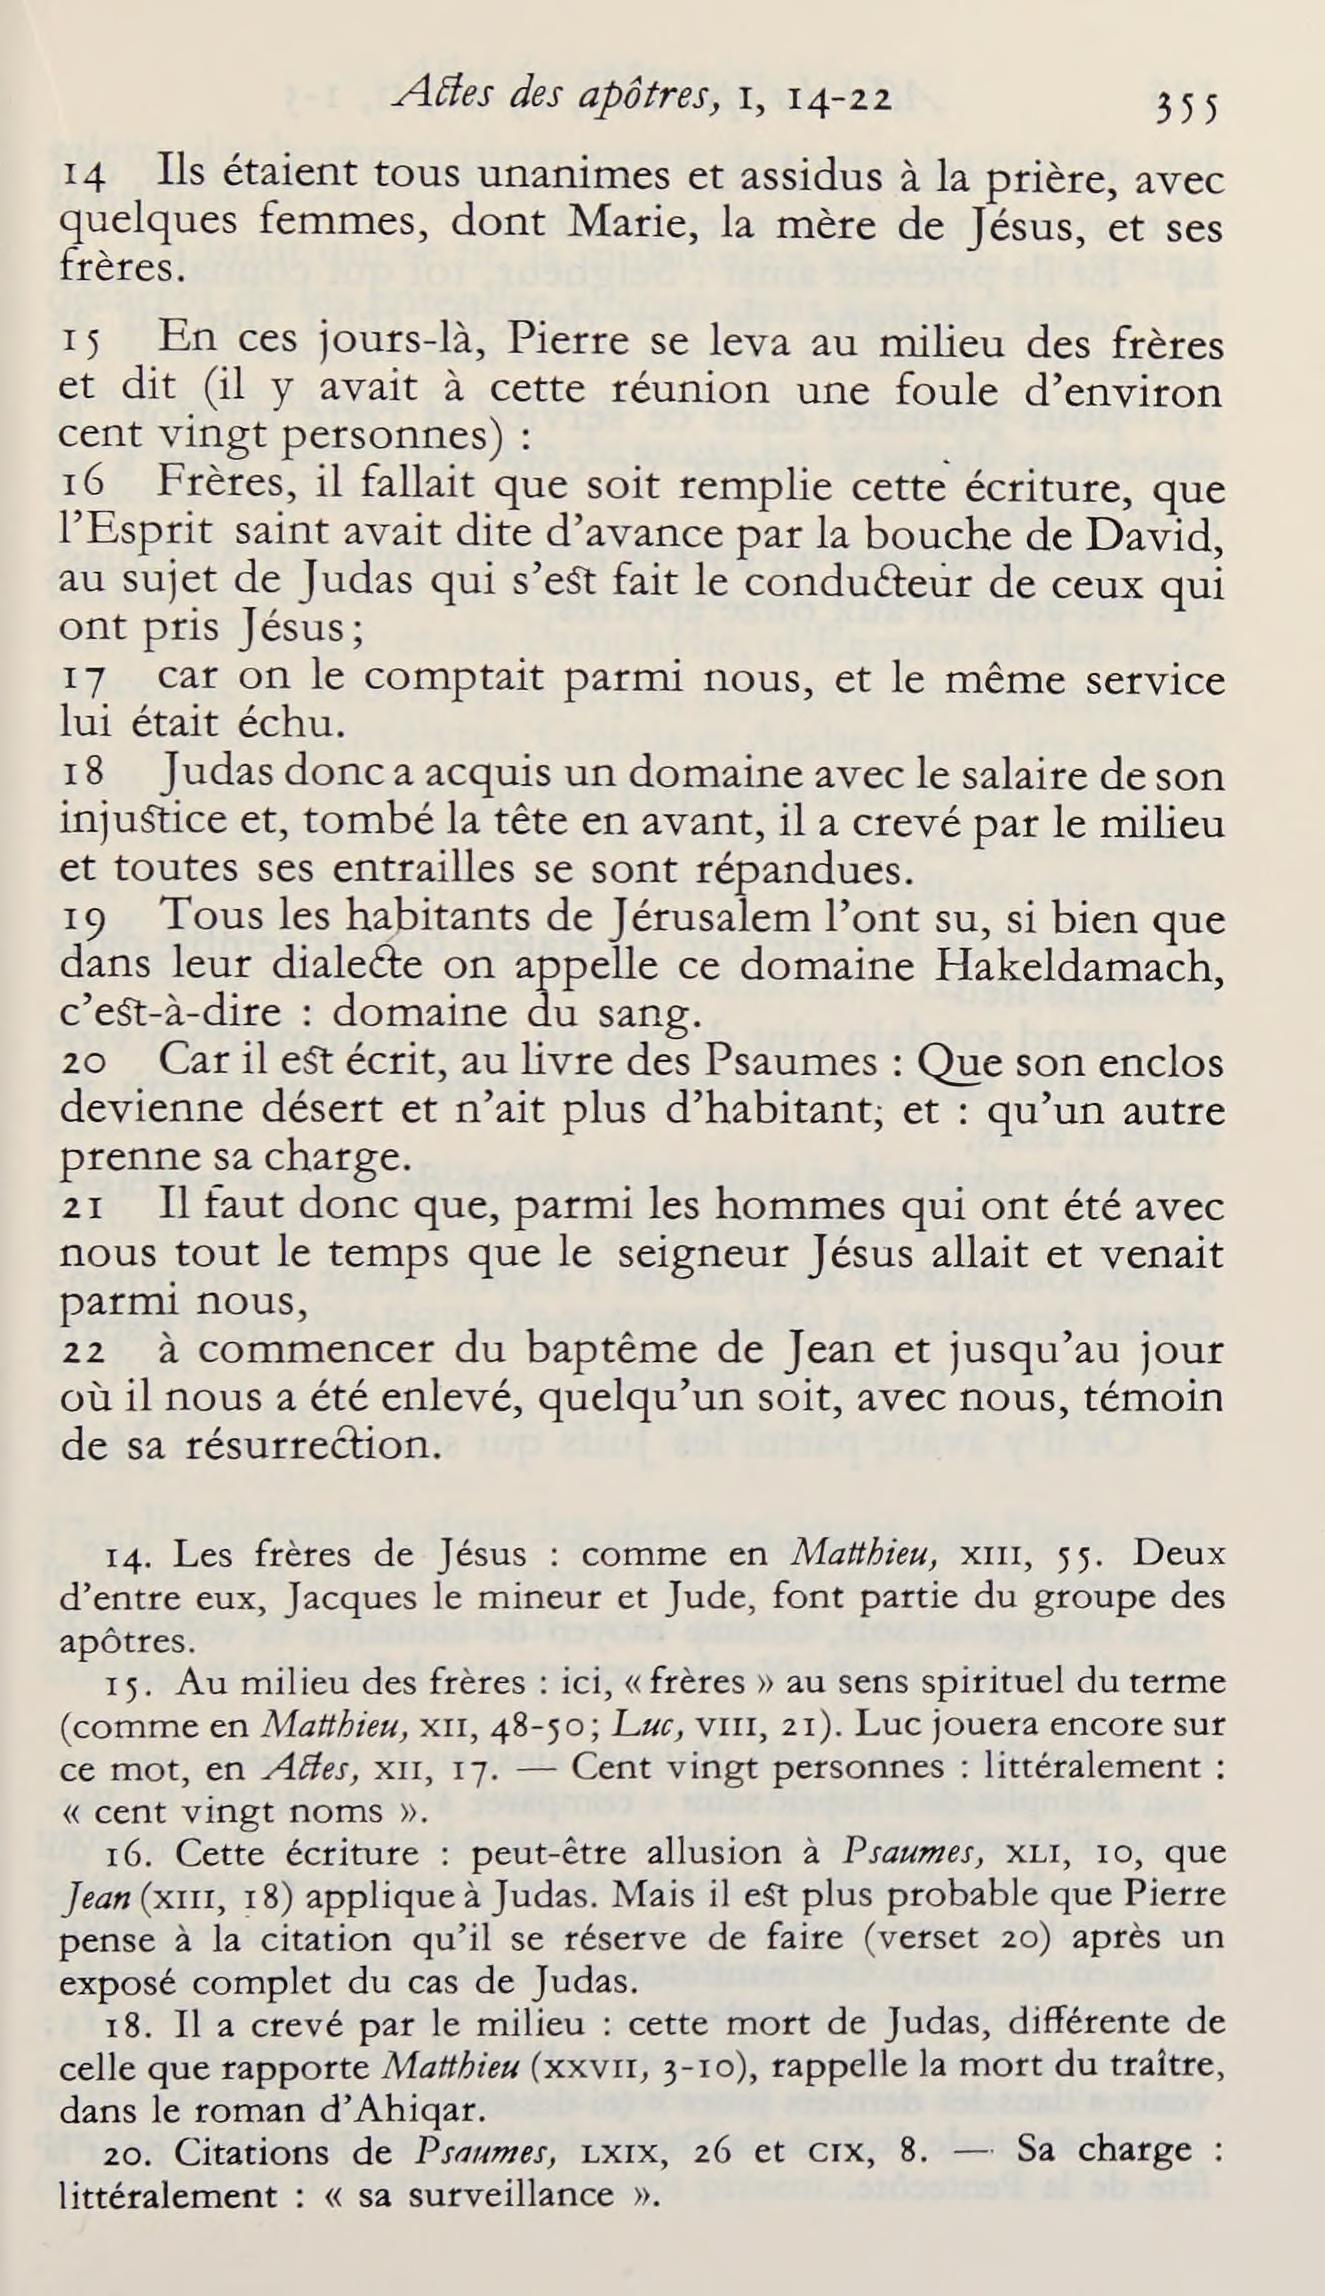 Actes des apôtres, I, 14-22
355
14 Ils étaient tous unanimes et assidus à la prière, avec
quelques femmes, dont Marie, la mère de Jésus, et ses
frères.
15 En ces jours-là, Pierre se leva au milieu des frères
et dit (il y avait à cette réunion une foule d'environ
cent vingt personnes) :
16 Frères, il fallait que soit remplie cette écriture, que
l'Esprit saint avait dite d'avance par la bouche de David,
au sujet de Judas qui s'est fait le conducteur de ceux qui
ont pris Jésus;
17 car on le comptait parmi nous, et le même service
lui était échu.
18 Judas donc a acquis un domaine avec le salaire de son
injustice et, tombé la tête en avant, il a crevé par le milieu
et toutes ses entrailles se sont répandues.
19 Tous les habitants de Jérusalem l'ont su, si bien que
dans leur dialecte on appelle ce domaine Hakeldamach,
c'est-à-dire : domaine du sang.
20 Car il est écrit, au livre des Psaumes : Que son enclos
devienne désert et n'ait plus d'habitant; et : qu'un autre
prenne sa charge.
21 Il faut donc que, parmi les hommes qui ont été avec
nous tout le temps que le seigneur Jésus allait et venait
parmi nous,
22 à commencer du baptême de Jean et jusqu'au jour
où il nous a été enlevé, quelqu'un soit, avec nous, témoin
de sa résurrection.
14. Les frères de Jésus : comme en Matthieu, XIII, 55. Deux
d'entre eux, Jacques le mineur et Jude, font partie du groupe des
apôtres.
15. Au milieu des frères : ici, « frères » au sens spirituel du terme
(comme en Matthieu, XII, 48-50; Luc, VIII, 21). Luc jouera encore sur
ce mot, en Actes, XII, 17. — Cent vingt personnes : littéralement :
« cent vingt noms ».
16. Cette écriture : peut-être allusion à Psaumes, XLI, 10, que
Jean (XIII, 18) applique à Judas. Mais il est plus probable que Pierre
pense à la citation qu'il se réserve de faire (verset 20) après un
exposé complet du cas de Judas.
18. Il a crevé par le milieu : cette mort de Judas, différente de
celle que rapporte Matthieu (XXVII, 3-10), rappelle la mort du traître,
dans le roman d'Ahiqar.
20. Citations de Psaumes, LXIX, 26 et CIX, 8. — Sa charge :
littéralement : « sa surveillance ».